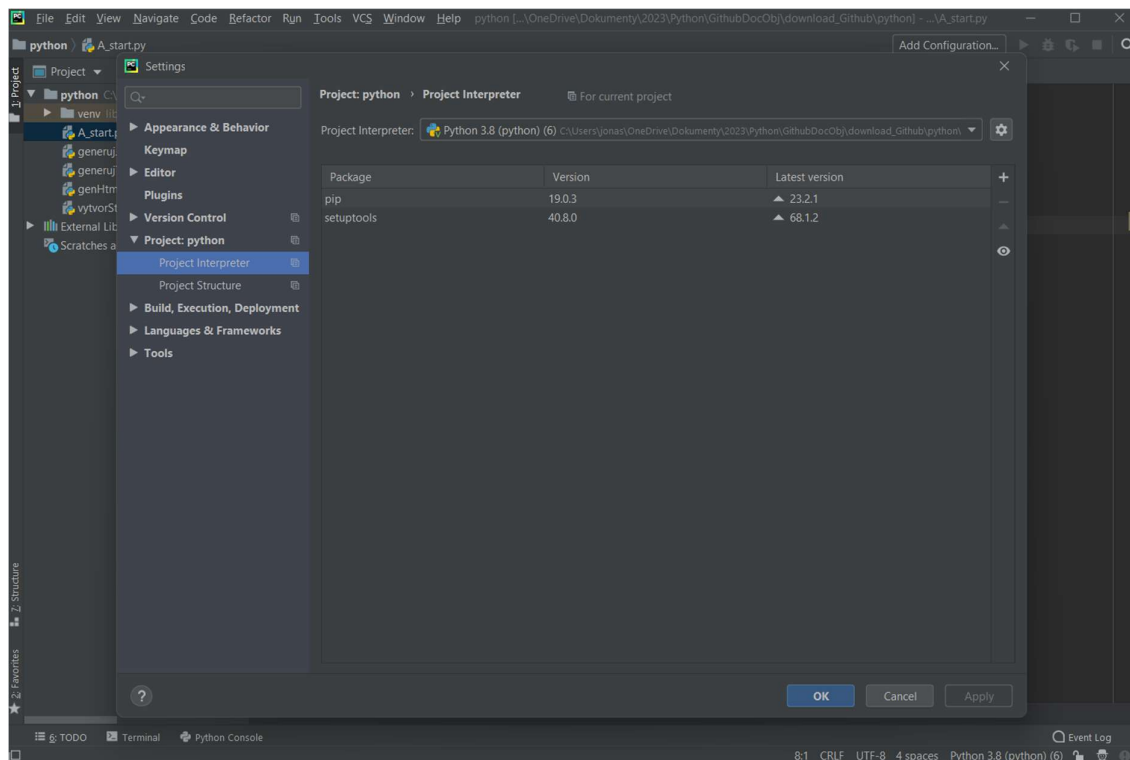 File Edit View Navigate Code Refactor Run Tools VCS Window Help python [...\OneDrive\Dokumenty\2023\Python\GithubDocObj\download_Github\python] - ...\A_start.py
python A_start.py Add Configuration...
1: Project
Project
Settings
python C:\
venv lib
A_start.p
generuj
generuj
genHtm
vytvorSt
External Lib
Scratches a
Appearance & Behavior
Keymap
Editor
Plugins
Version Control
Project: python
Project Interpreter
Project Structure
Build, Execution, Deployment
Languages & Frameworks
Tools
Project: python › Project Interpreter For current project
Project Interpreter: Python 3.8 (python) (6) C:\Users\jonas\OneDrive\Dokumenty\2023\Python\GithubDocObj\download_Github\python\
Package Version Latest version
pip 19.0.3 23.2.1
setuptools 40.8.0 68.1.2
7: Structure
2: Favorites
? OK Cancel Apply
6: TODO Terminal Python Console Event Log
8:1 CRLF UTF-8 4 spaces Python 3.8 (python) (6)